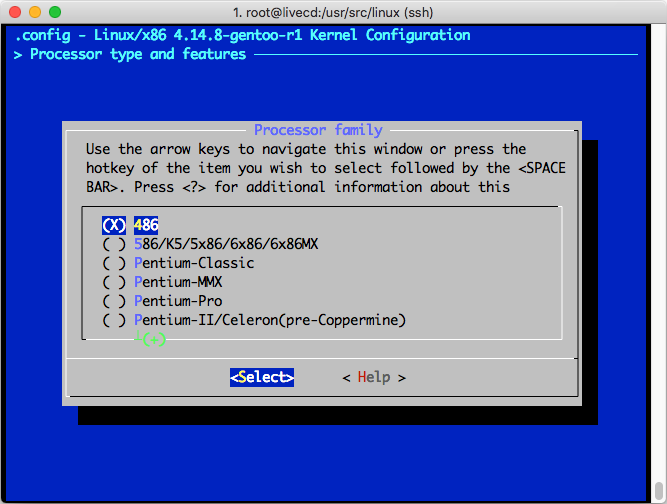 1. root@livecd:/usr/src/linux (ssh)
.config - Linux/x86 4.14.8-gentoo-r1 Kernel Configuration
> Processor type and features
Processor family
Use the arrow keys to navigate this window or press the
hotkey of the item you wish to select followed by the <SPACE
BAR>. Press <?> for additional information about this
(X) 486
( ) 586/K5/5x86/6x86/6x86MX
( ) Pentium-Classic
( ) Pentium-MMX
( ) Pentium-Pro
( ) Pentium-II/Celeron(pre-Coppermine)
(+)
<Select> < Help >